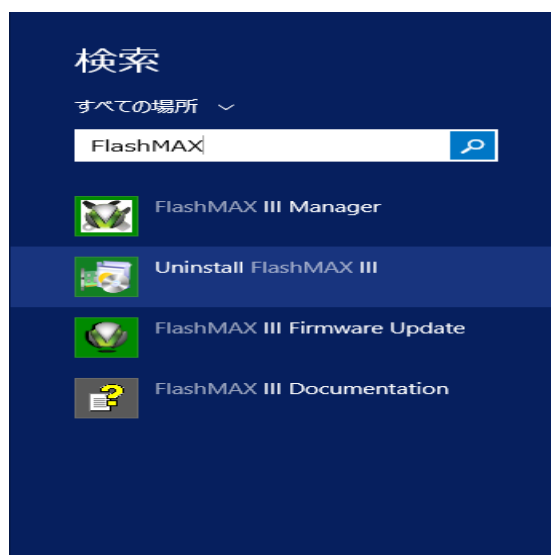 検索
すべての場所
FlashMAX
FlashMAX III Manager
Uninstall FlashMAX III
FlashMAX III Firmware Update
FlashMAX III Documentation